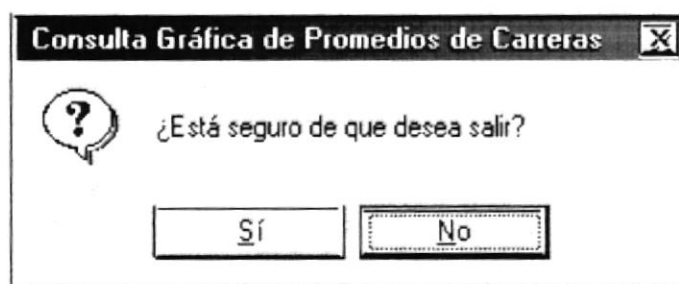 Consulta Gráfica de Promedios de Carreras
¿Está seguro de que desea salir?
Sí No